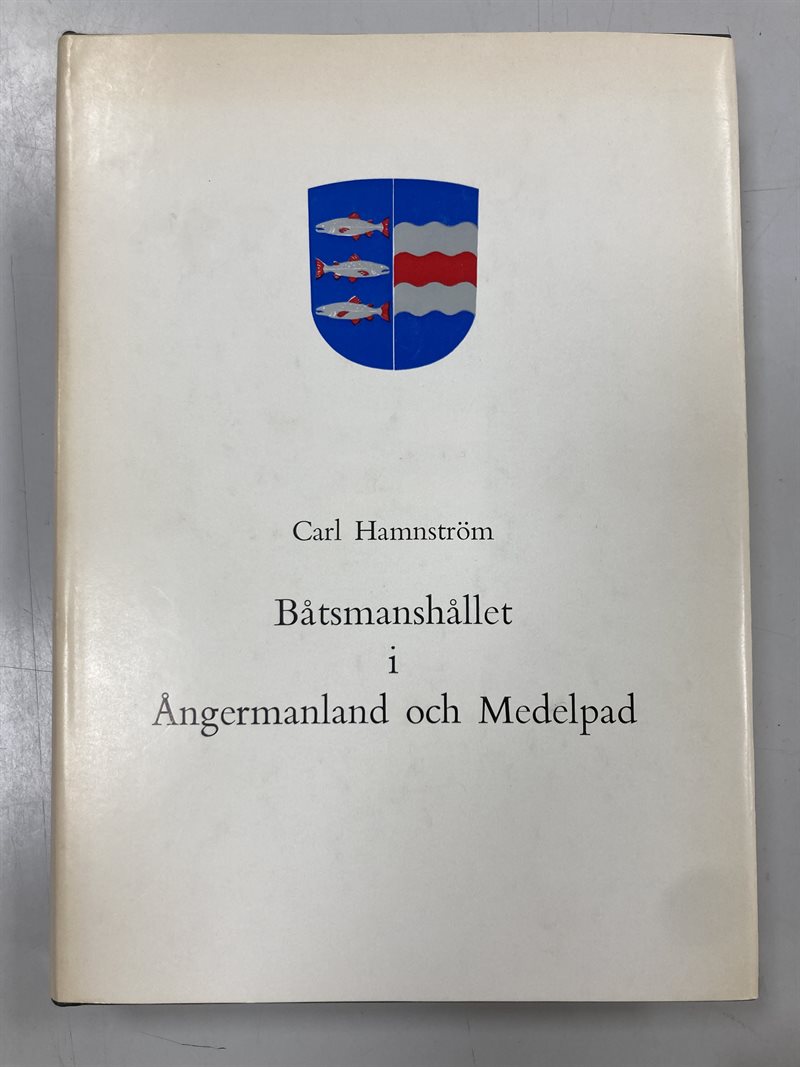 Carl Hamnström
Båtsmanshållet
i
Ångermanland och Medelpad